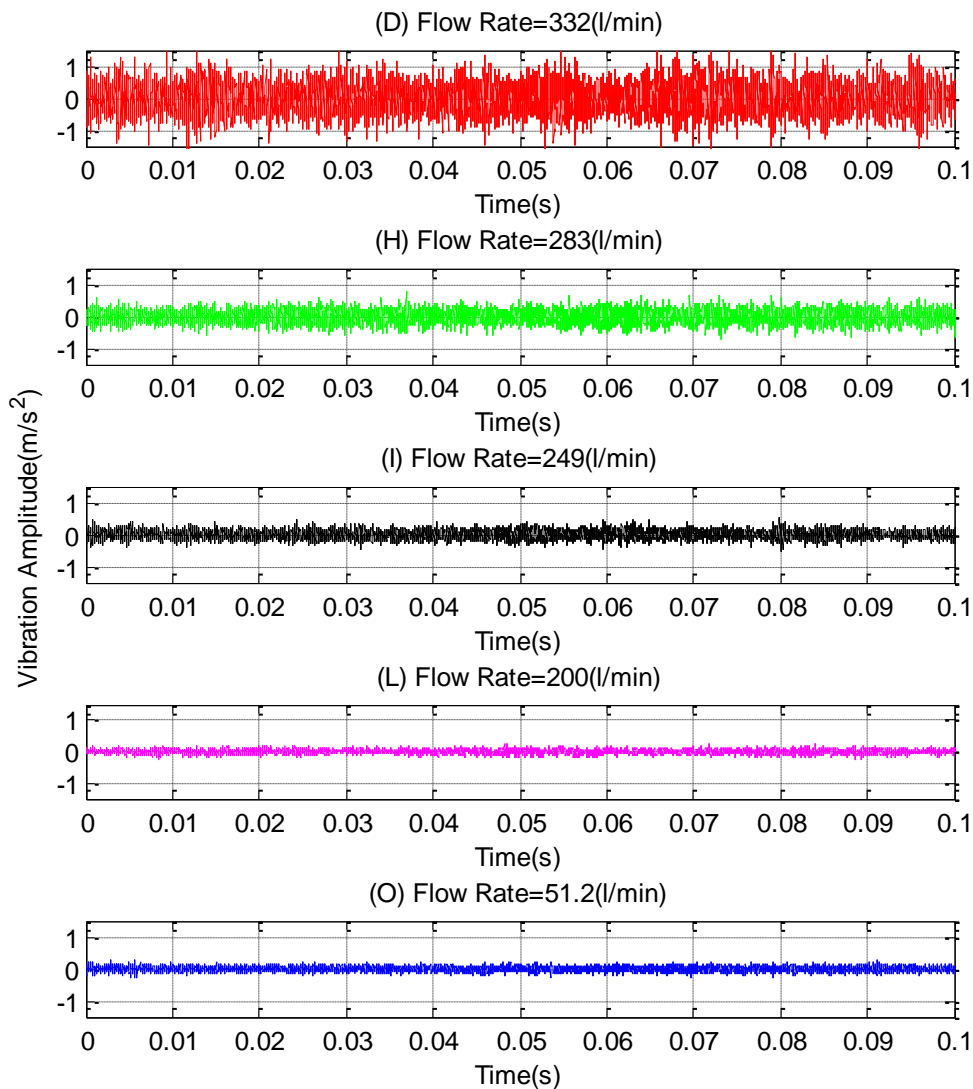 (D) Flow Rate=332(l/min)
1
0
-1
0 0.01 0.02 0.03 0.04 0.05 0.06 0.07 0.08 0.09 0.1
Time(s)
(H) Flow Rate=283(l/min)
1
0
-1
0 0.01 0.02 0.03 0.04 0.05 0.06 0.07 0.08 0.09 0.1
Time(s)
Vibration Amplitude(m/s²)
(I) Flow Rate=249(l/min)
1
0
-1
0 0.01 0.02 0.03 0.04 0.05 0.06 0.07 0.08 0.09 0.1
Time(s)
(L) Flow Rate=200(l/min)
1
0
-1
0 0.01 0.02 0.03 0.04 0.05 0.06 0.07 0.08 0.09 0.1
Time(s)
(O) Flow Rate=51.2(l/min)
1
0
-1
0 0.01 0.02 0.03 0.04 0.05 0.06 0.07 0.08 0.09 0.1
Time(s)